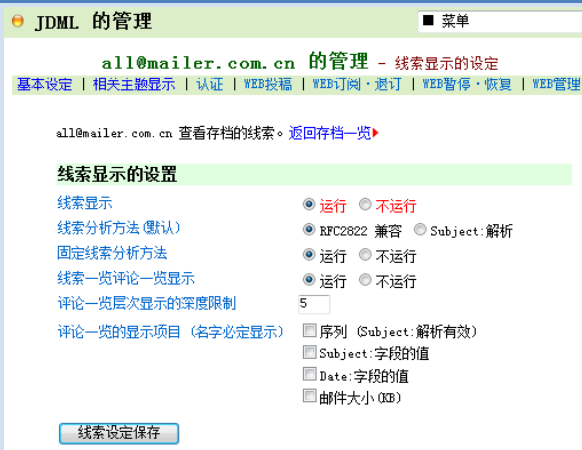 JDML 的管理
■ 菜单
all@mailer.com.cn 的管理 - 线索显示的设定
基本设定 | 相关主题显示 | 认证 | WEB投稿 | WEB订阅・退订 | WEB暂停・恢复 | WEB管理
all@mailer.com.cn 查看存档的线索。返回存档一览
线索显示的设置
线索显示 运行 不运行
线索分析方法(默认) RFC2822 兼容 Subject:解析
固定线索分析方法 运行 不运行
线索一览评论一览显示 运行 不运行
评论一览层次显示的深度限制 5
评论一览的显示项目 (名字必定显示) 序列 (Subject:解析有效)
Subject:字段的值
Date:字段的值
邮件大小(KB)
线索设定保存